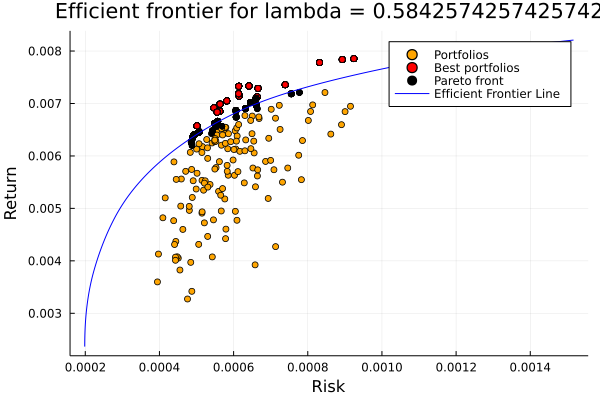 Efficient frontier for lambda = 0.5842574257425742
0.008
0.007
0.006
0.005
0.004
0.003
Return
Portfolios
Best portfolios
Pareto front
Efficient Frontier Line
0.0002
0.0004
0.0006
0.0008
0.0010
0.0012
0.0014
Risk